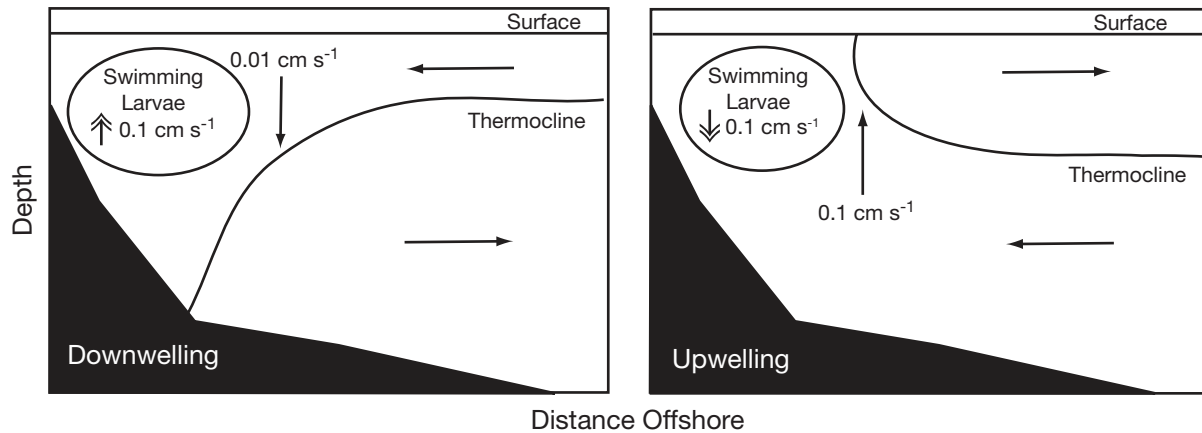 Surface
0.01 cm s⁻¹
Swimming
Larvae
0.1 cm s⁻¹
Thermocline
Downwelling
Surface
Swimming
Larvae
0.1 cm s⁻¹
Thermocline
0.1 cm s⁻¹
Upwelling
Depth
Distance Offshore